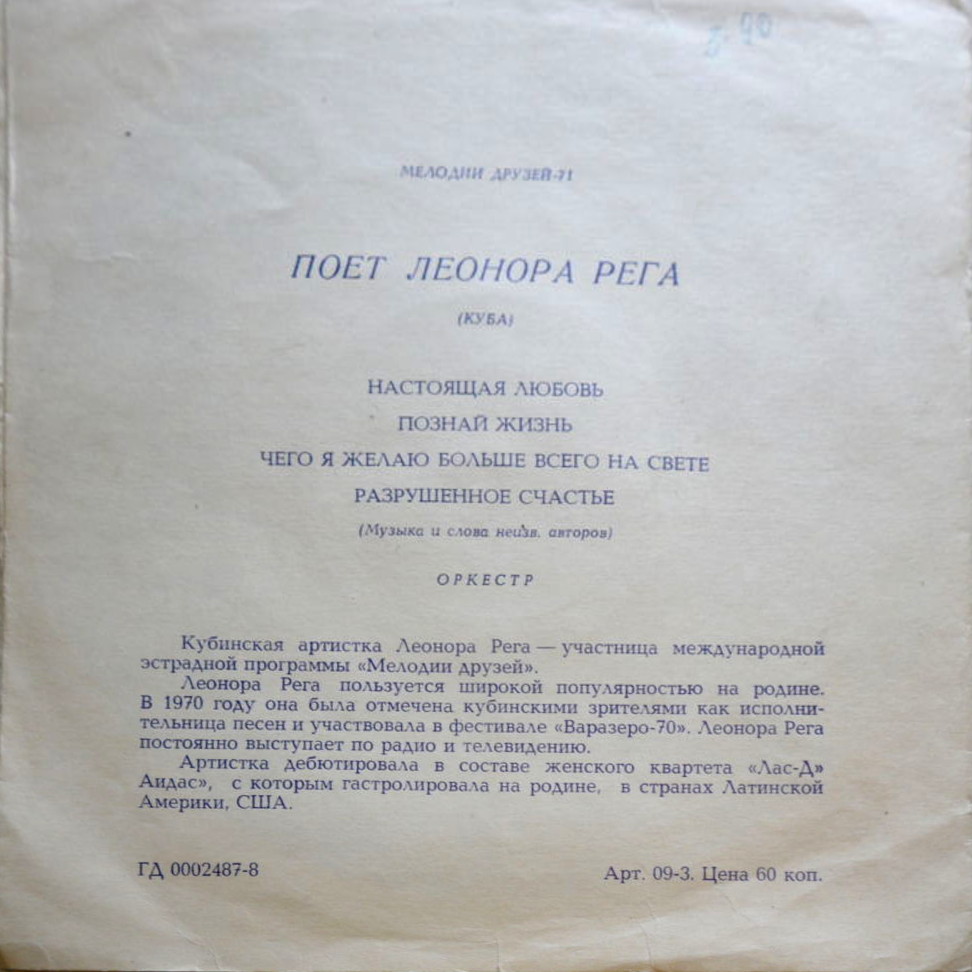 МЕЛОДИИ ДРУЗЕЙ-71
ПОЕТ ЛЕОНОРА РЕГА
(КУБА)
НАСТОЯЩАЯ ЛЮБОВЬ
ПОЗНАЙ ЖИЗНЬ
ЧЕГО Я ЖЕЛАЮ БОЛЬШЕ ВСЕГО НА СВЕТЕ
РАЗРУШЕННОЕ СЧАСТЬЕ
(Музыка и слова неизв. авторов)
ОРКЕСТР
Кубинская артистка Леонора Рега — участница международной
эстрадной программы «Мелодии друзей».
Леонора Рега пользуется широкой популярностью на родине.
В 1970 году она была отмечена кубинскими зрителями как исполни-
тельница песен и участвовала в фестивале «Варазеро-70». Леонора Рега
постоянно выступает по радио и телевидению.
Артистка дебютировала в составе женского квартета «Лас-Д»
Аидас», с которым гастролировала на родине, в странах Латинской
Америки, США.
ГД 0002487-8
Арт. 09-3. Цена 60 коп.